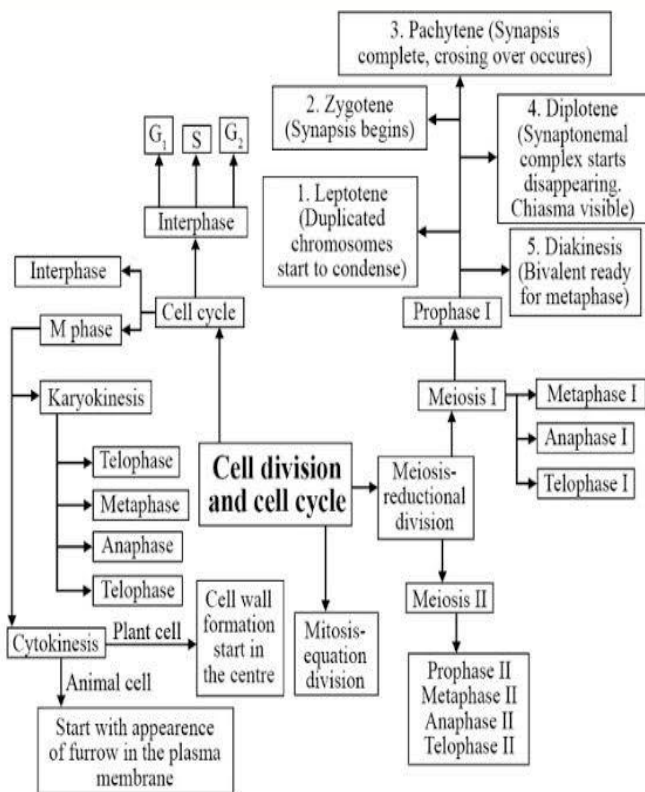 3. Pachytene (Synapsis
complete, crosing over occures)
2. Zygotene
(Synapsis begins)
4. Diplotene
(Synaptonemal
complex starts
disappearing.
Chiasma visible)
G₁
S
G₂
1. Leptotene
(Duplicated
chromosomes
start to condense)
Interphase
5. Diakinesis
(Bivalent ready
for metaphase)
Interphase
Cell cycle
Prophase I
M phase
Karyokinesis
Meiosis I
Metaphase I
Anaphase I
Telophase I
Telophase
Metaphase
Anaphase
Telophase
Cell division
and cell cycle
Meiosis-
reductional
division
Meiosis II
Cytokinesis
Plant cell
Cell wall
formation
start in
the centre
Mitosis-
equation
division
Prophase II
Metaphase II
Anaphase II
Telophase II
Animal cell
Start with appearence
of furrow in the plasma
membrane